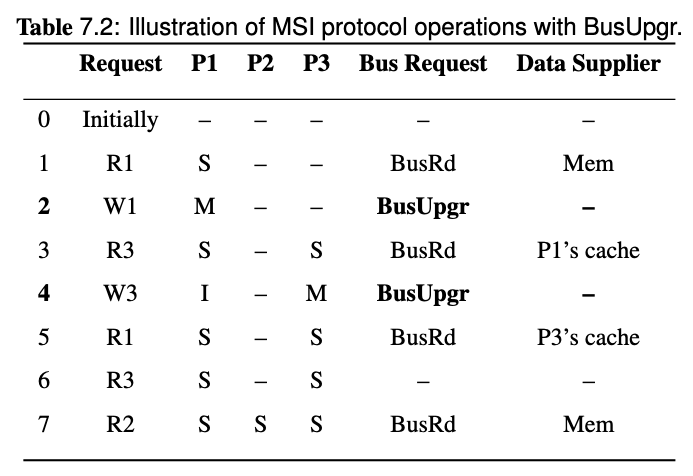 Table 7.2: Illustration of MSI protocol operations with BusUpgr.
Request P1 P2 P3 Bus Request Data Supplier
0 Initially – – – – –
1 R1 S – – BusRd Mem
2 W1 M – – BusUpgr –
3 R3 S – S BusRd P1's cache
4 W3 I – M BusUpgr –
5 R1 S – S BusRd P3's cache
6 R3 S – S – –
7 R2 S S S BusRd Mem